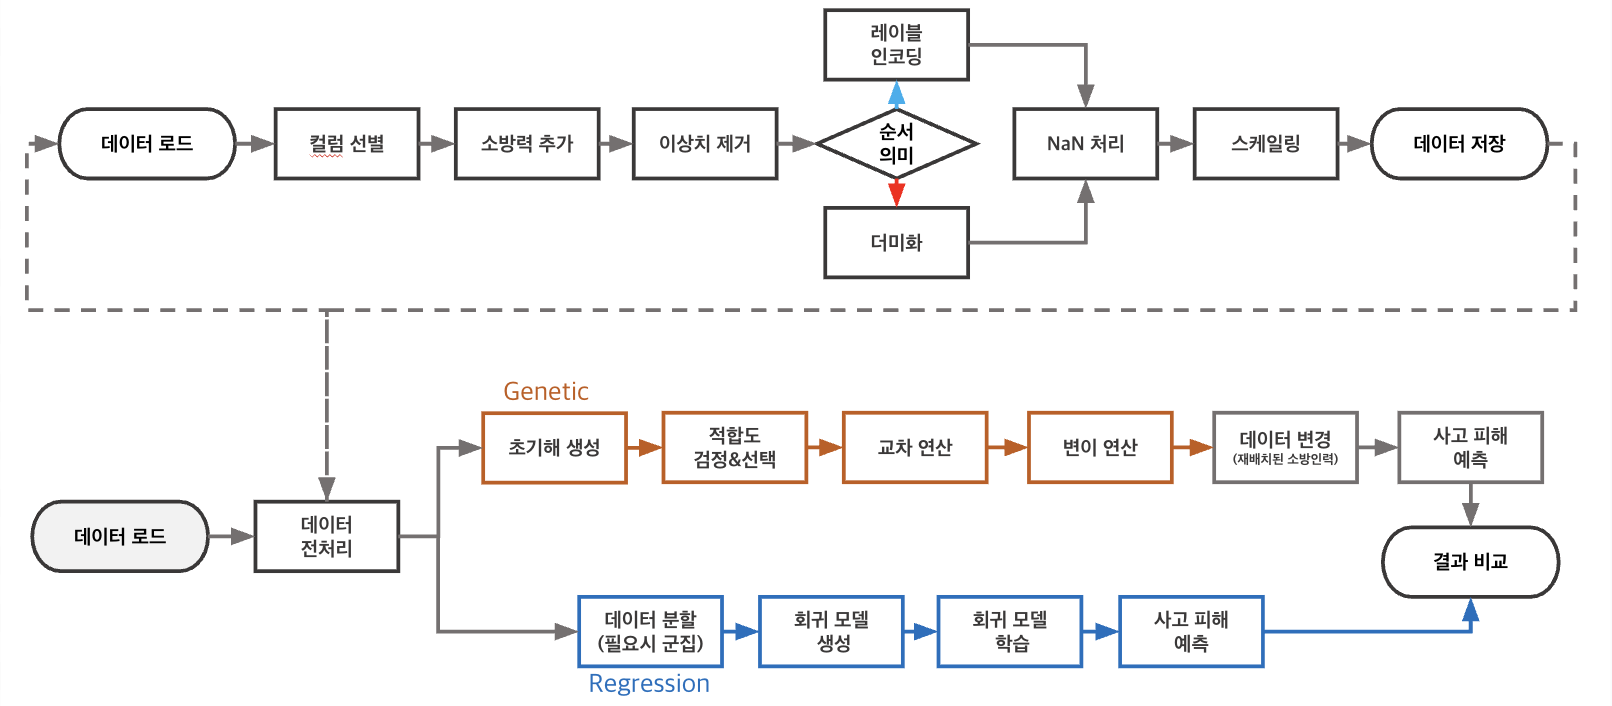 레이블
인코딩
데이터 로드
컬럼 선별
소방력 추가
이상치 제거
순서
의미
NaN 처리
스케일링
데이터 저장
더미화
Genetic
초기해 생성
적합도
검정&선택
교차 연산
변이 연산
데이터 변경
(재배치된 소방인력)
사고 피해
예측
데이터 로드
데이터
전처리
결과 비교
데이터 분할
(필요시 군집)
회귀 모델
생성
회귀 모델
학습
사고 피해
예측
Regression